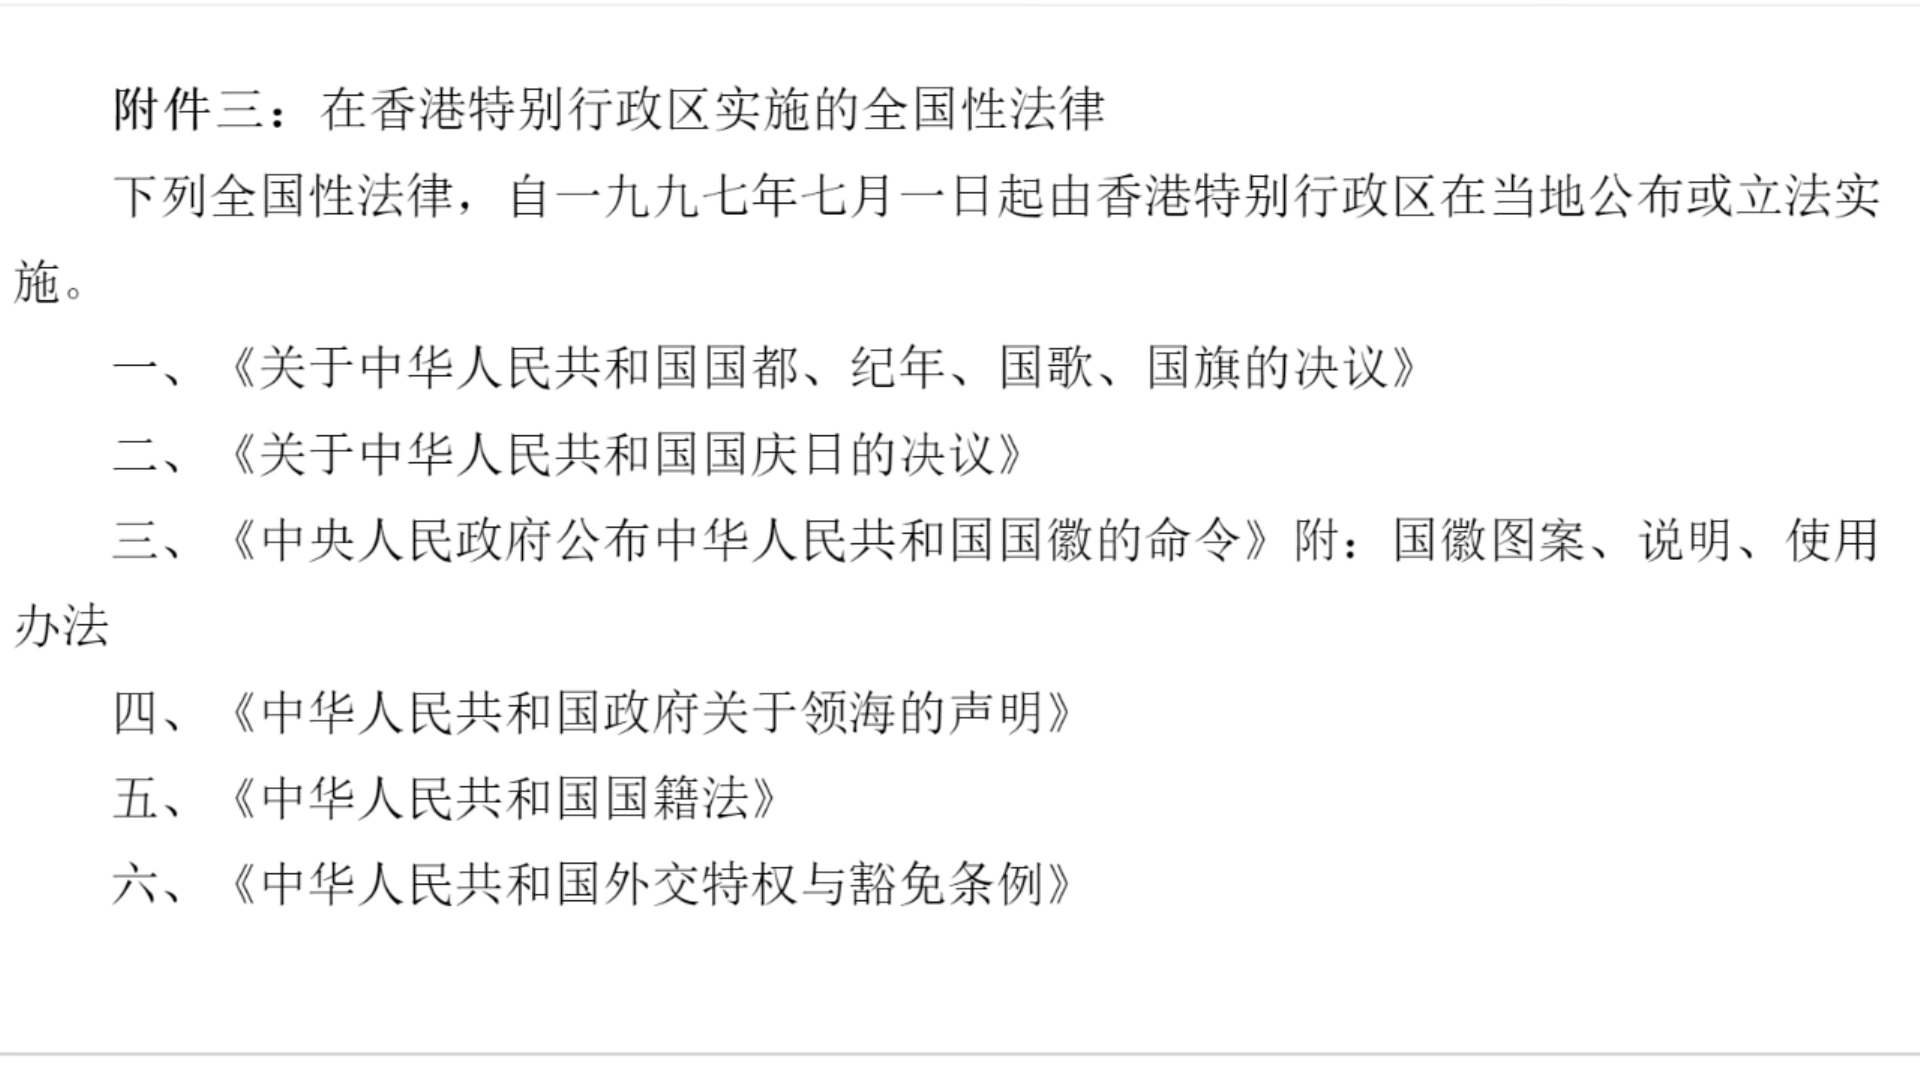 附件三：在香港特别行政区实施的全国性法律
下列全国性法律，自一九九七年七月一日起由香港特别行政区在当地公布或立法实
施。
一、《关于中华人民共和国国都、纪年、国歌、国旗的决议》
二、《关于中华人民共和国国庆日的决议》
三、《中央人民政府公布中华人民共和国国徽的命令》附：国徽图案、说明、使用
办法
四、《中华人民共和国政府关于领海的声明》
五、《中华人民共和国国籍法》
六、《中华人民共和国外交特权与豁免条例》